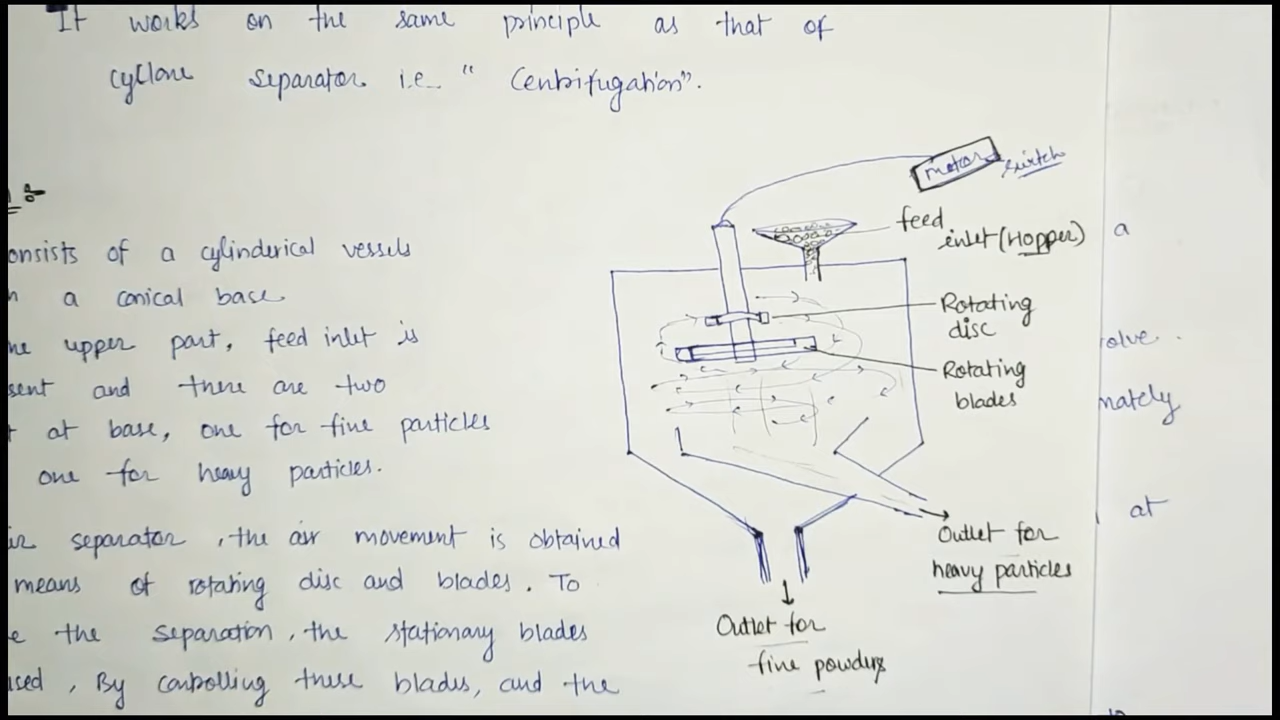 It works on the same principle as that of
cyclone separator i.e. " Centrifugation".
onsists of a cylinderical vessels
a conical base
upper part, feed inlet is
sent and there are two
at base, one for fine particles
one for heavy particles.
separator, the air movement is obtained
means of rotating disc and blades. To
the separation, the stationary blades
used, By controlling these blades, and the
motor
switch
feed
inlet (Hopper)
Rotating
disc
Rotating
blades
Outlet for
heavy particles
Outlet for
fine powders
a
olve.
mately
at